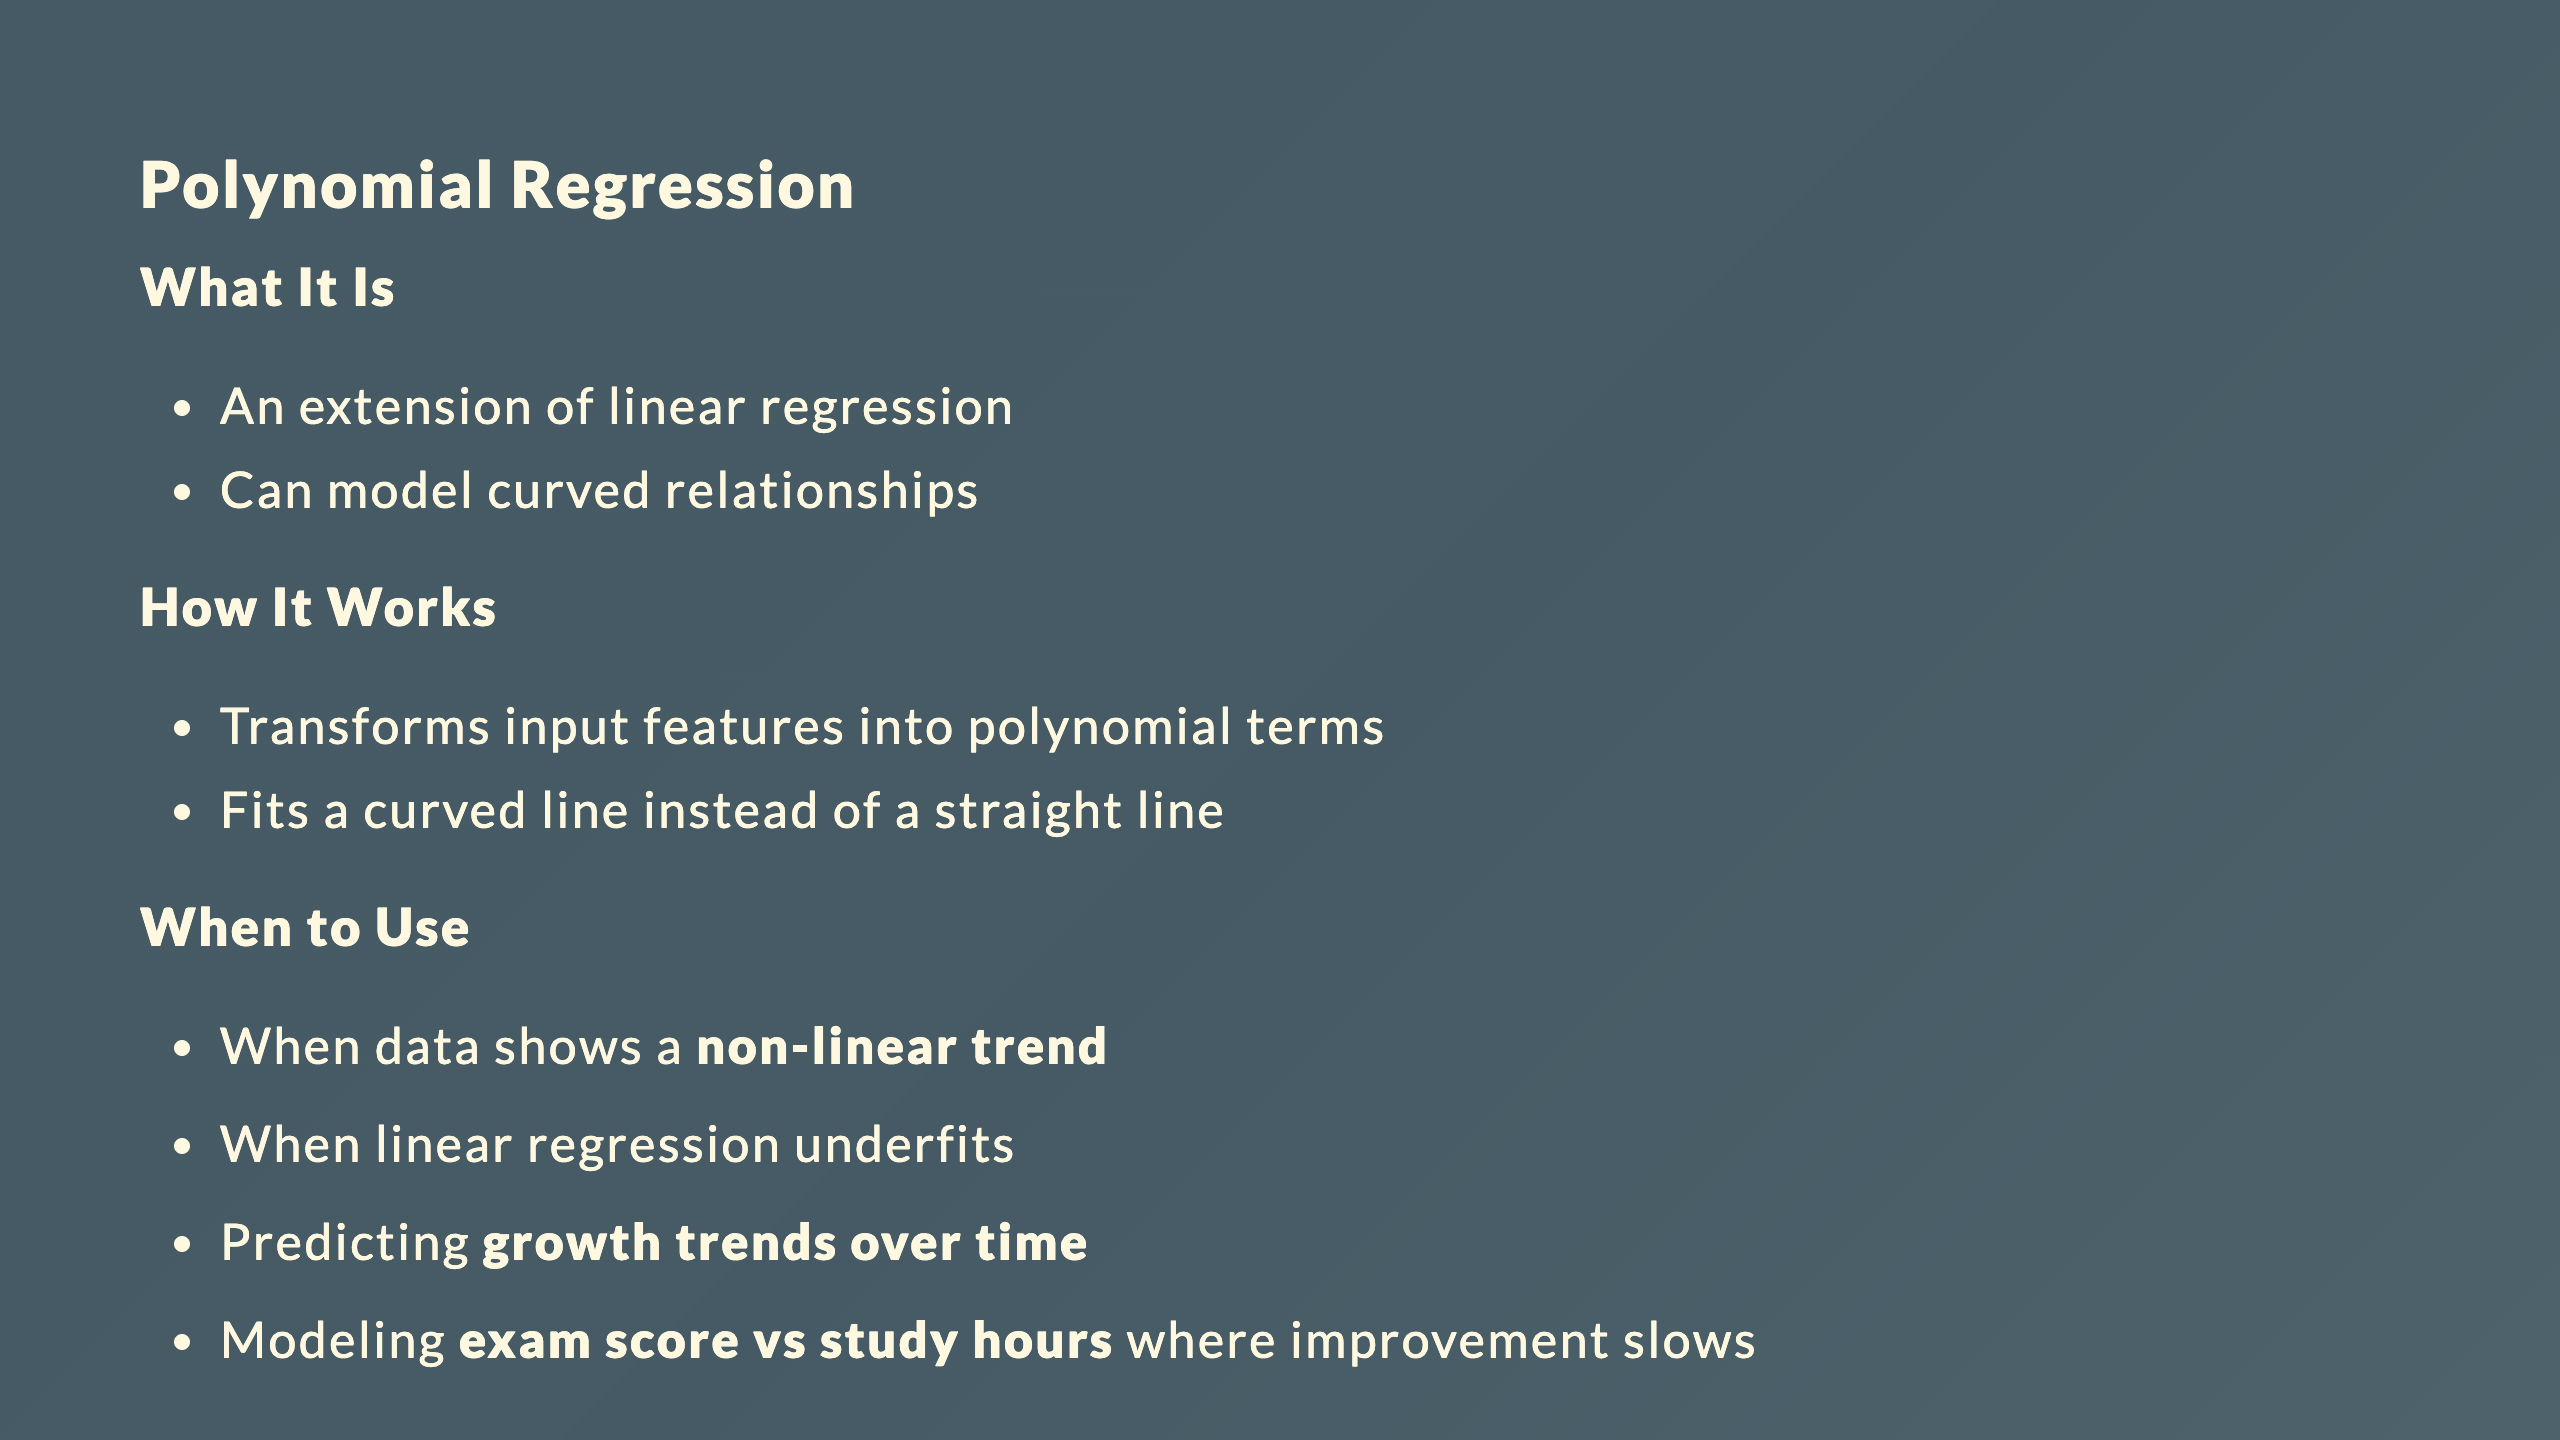 Polynomial Regression
What It Is
• An extension of linear regression
• Can model curved relationships
How It Works
• Transforms input features into polynomial terms
• Fits a curved line instead of a straight line
When to Use
• When data shows a non-linear trend
• When linear regression underfits
• Predicting growth trends over time
• Modeling exam score vs study hours where improvement slows